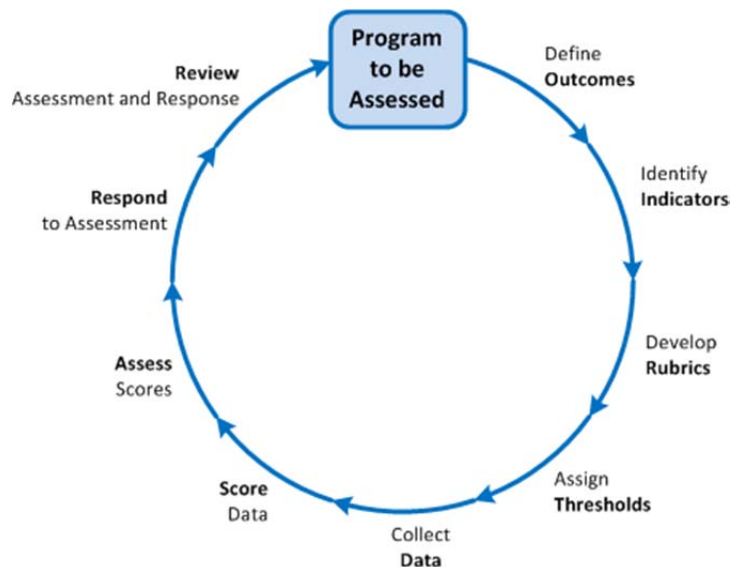 Program
to be
Assessed
Define
Outcomes
Identify
Indicators
Develop
Rubrics
Assign
Thresholds
Collect
Data
Score
Data
Assess
Scores
Respond
to Assessment
Review
Assessment and Response